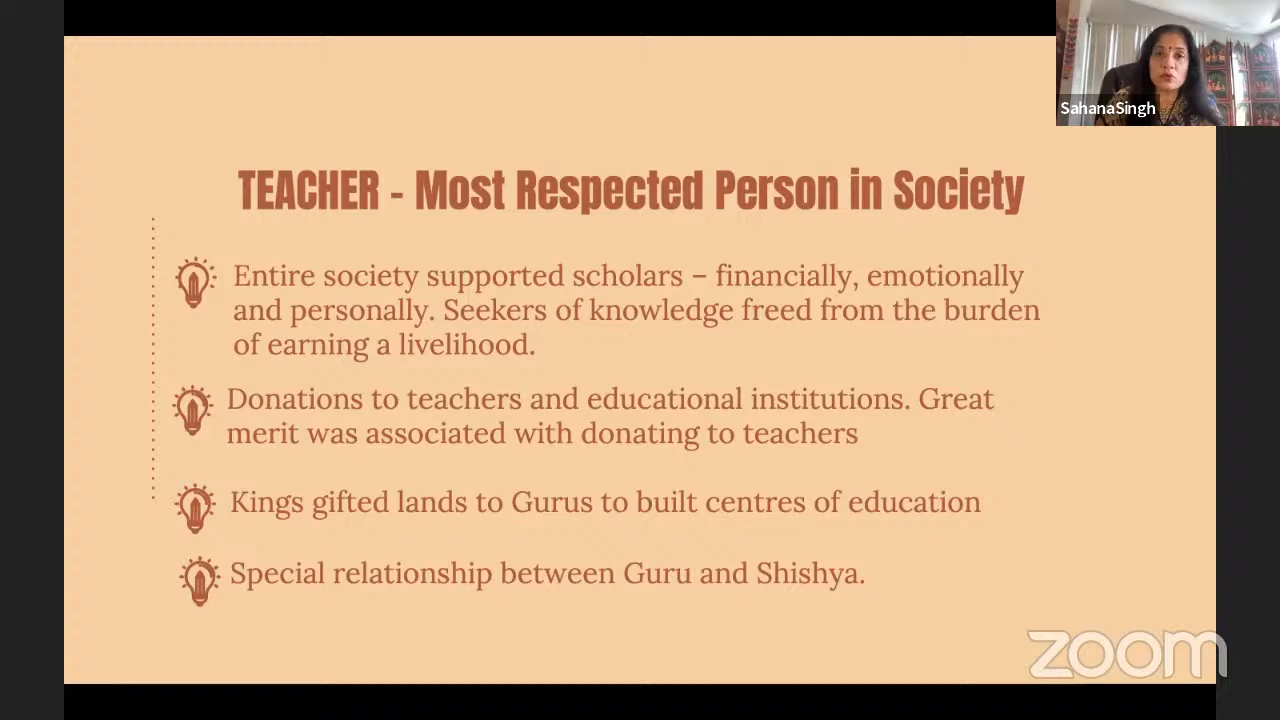 SahanaSingh
TEACHER - Most Respected Person in Society
Entire society supported scholars – financially, emotionally
and personally. Seekers of knowledge freed from the burden
of earning a livelihood.
Donations to teachers and educational institutions. Great
merit was associated with donating to teachers
Kings gifted lands to Gurus to built centres of education
Special relationship between Guru and Shishya.
zoom